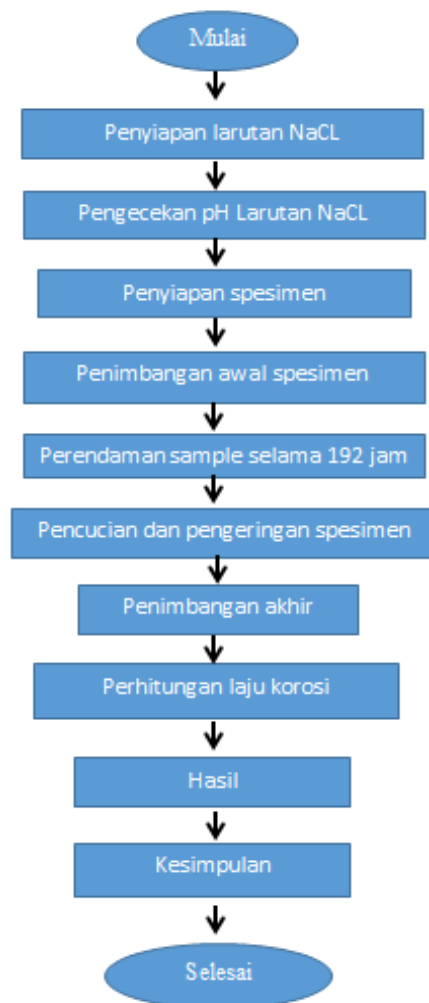 Mulai
Penyiapan larutan NaCL
Pengecekan pH Larutan NaCL
Penyiapan spesimen
Penimbangan awal spesimen
Perendaman sample selama 192 jam
Pencucian dan pengeringan spesimen
Penimbangan akhir
Perhitungan laju korosi
Hasil
Kesimpulan
Selesai